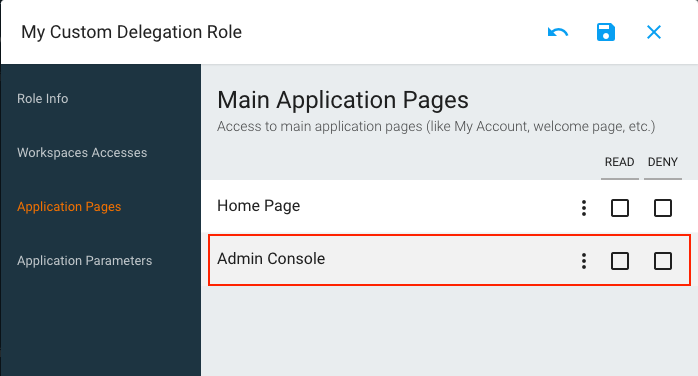 My Custom Delegation Role
Role Info
Workspaces Accesses
Application Pages
Application Parameters
Main Application Pages
Access to main application pages (like My Account, welcome page, etc.)
READ DENY
Home Page
Admin Console